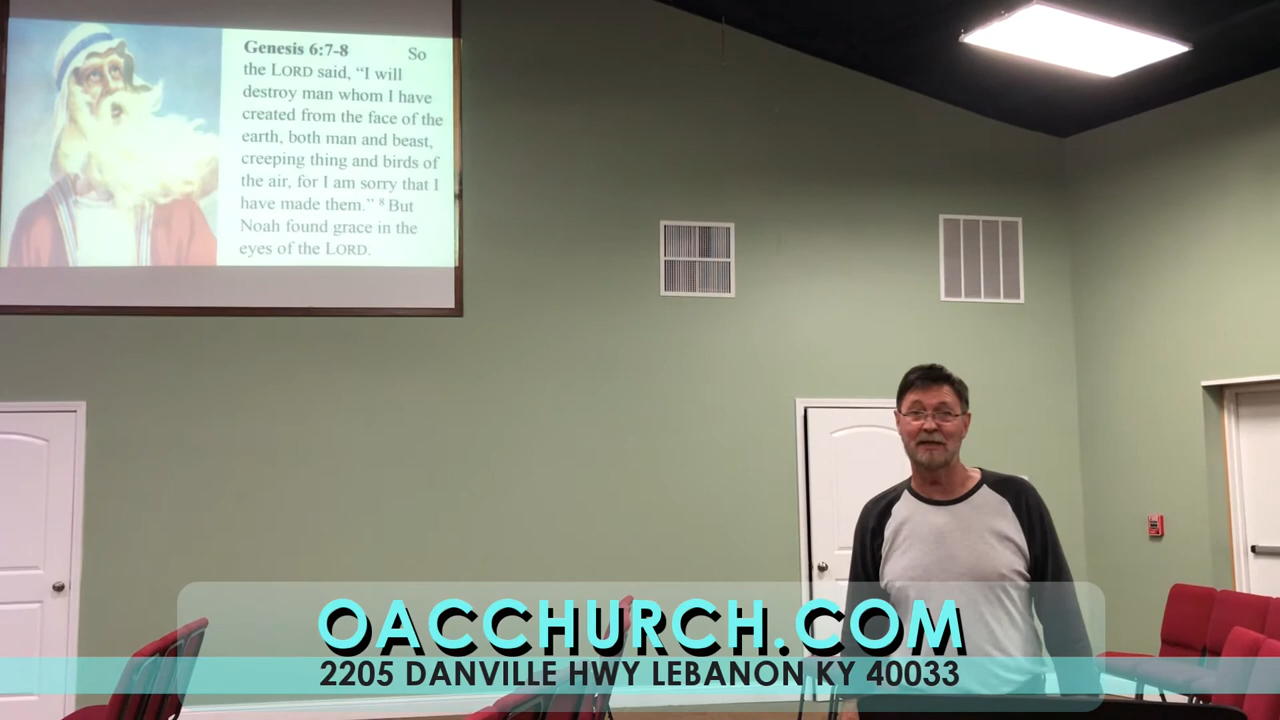 Genesis 6:7-8 So
the LORD said, “I will
destroy man whom I have
created from the face of the
earth, both man and beast,
creeping thing and birds of
the air, for I am sorry that I
have made them.” 8 But
Noah found grace in the
eyes of the LORD.
OACCHURCH.COM
2205 DANVILLE HWY LEBANON KY 40033